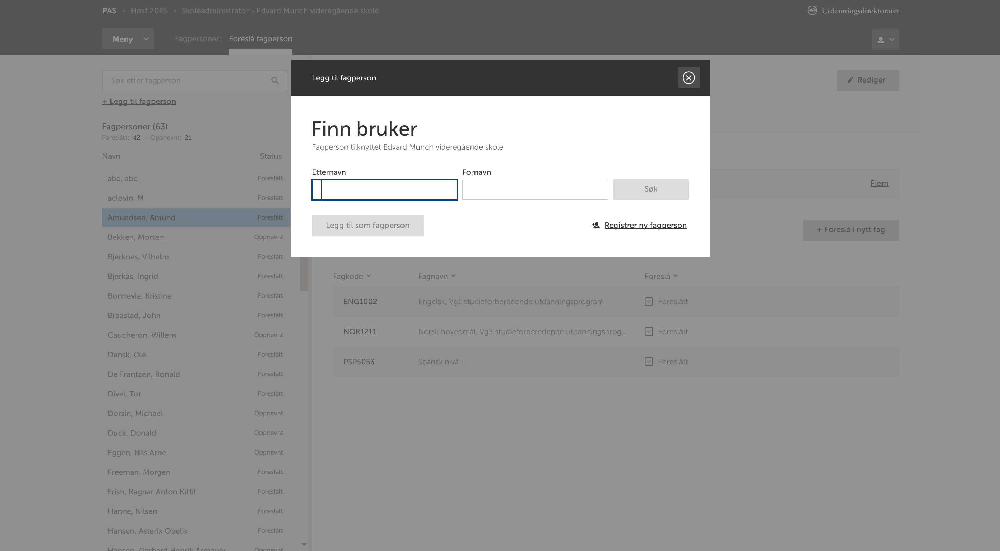 PAS • Høst 2015 • Skoleadministrator - Edvard Munch videregående skole
Utdanningsdirektoratet
Meny
Fagpersoner: Foreslå fagperson
Søk etter fagperson
+ Legg til fagperson
Fagpersoner (63)
Foreslått: 42 · Oppnevnt: 21
Navn Status
abc, abc Foreslått
aclovin, M Foreslått
Amundsen, Amund Foreslått
Bekken, Morten Oppnevnt
Bjerknes, Vilhelm Foreslått
Bjerkås, Ingrid Foreslått
Bonnevie, Kristine Foreslått
Braastad, John Foreslått
Caucheron, Willem Oppnevnt
Dansk, Ole Foreslått
De Frantzen, Ronald Foreslått
Divel, Tor Foreslått
Dorsin, Michael Oppnevnt
Duck, Donald Oppnevnt
Eggen, Nils Arne Oppnevnt
Freeman, Morgen Foreslått
Frish, Ragnar Anton Kittil Foreslått
Hanne, Nilsen Foreslått
Hansen, Asterix Obelix Foreslått
Hansen, Gerhard Henrik Armauer Oppnevnt
Legg til fagperson
Finn bruker
Fagperson tilknyttet Edvard Munch videregående skole
Etternavn Fornavn
Søk
Legg til som fagperson
Registrer ny fagperson
Rediger
Fjern
+ Foreslå i nytt fag
Fagkode Fagnavn Foreslå
ENG1002 Engelsk, Vg1 studieforberedende utdanningsprogram Foreslått
NOR1211 Norsk hovedmål, Vg3 studieforberedende utdanningsprog... Foreslått
PSP5053 Spansk nivå III Foreslått